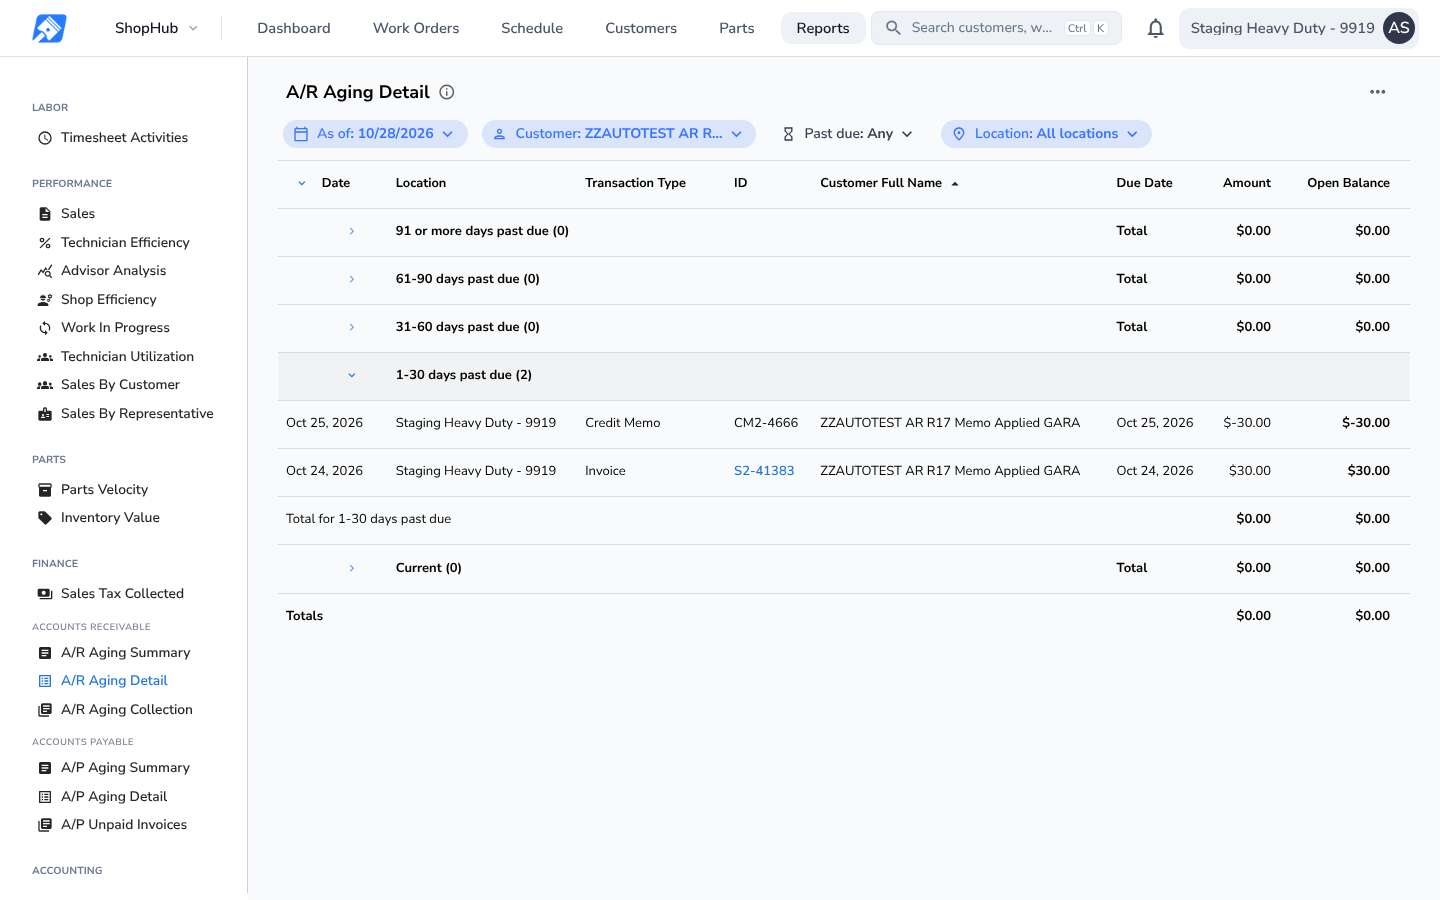 ShopHub
Dashboard
Work Orders
Schedule
Customers
Parts
Reports
Search customers, w...
Ctrl K
Staging Heavy Duty - 9919
AS
LABOR
Timesheet Activities
PERFORMANCE
Sales
Technician Efficiency
Advisor Analysis
Shop Efficiency
Work In Progress
Technician Utilization
Sales By Customer
Sales By Representative
PARTS
Parts Velocity
Inventory Value
FINANCE
Sales Tax Collected
ACCOUNTS RECEIVABLE
A/R Aging Summary
A/R Aging Detail
A/R Aging Collection
ACCOUNTS PAYABLE
A/P Aging Summary
A/P Aging Detail
A/P Unpaid Invoices
ACCOUNTING
A/R Aging Detail
As of: 10/28/2026
Customer: ZZAUTOTEST AR R...
Past due: Any
Location: All locations
Date Location Transaction Type ID Customer Full Name Due Date Amount Open Balance
91 or more days past due (0) Total $0.00 $0.00
61-90 days past due (0) Total $0.00 $0.00
31-60 days past due (0) Total $0.00 $0.00
1-30 days past due (2)
Oct 25, 2026 Staging Heavy Duty - 9919 Credit Memo CM2-4666 ZZAUTOTEST AR R17 Memo Applied GARA Oct 25, 2026 $-30.00 $-30.00
Oct 24, 2026 Staging Heavy Duty - 9919 Invoice S2-41383 ZZAUTOTEST AR R17 Memo Applied GARA Oct 24, 2026 $30.00 $30.00
Total for 1-30 days past due $0.00 $0.00
Current (0) Total $0.00 $0.00
Totals $0.00 $0.00